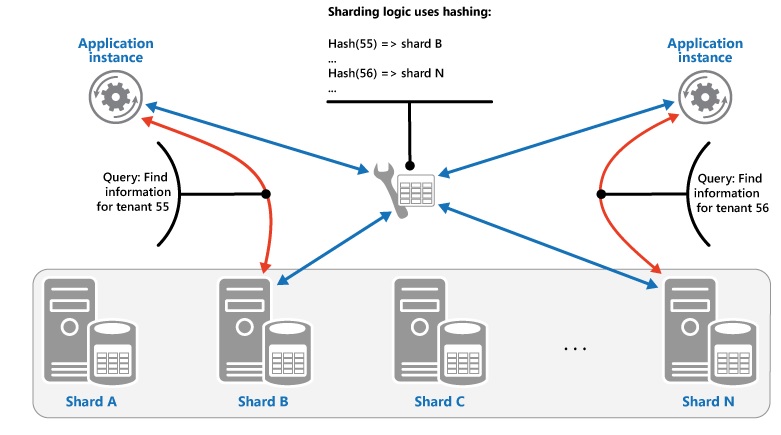 Sharding logic uses hashing:
Hash(55) => shard B
...
Hash(56) => shard N
...
Application
instance
Application
instance
Query: Find
information
for tenant 55
Query: Find
information
for tenant 56
...
Shard A
Shard B
Shard C
Shard N